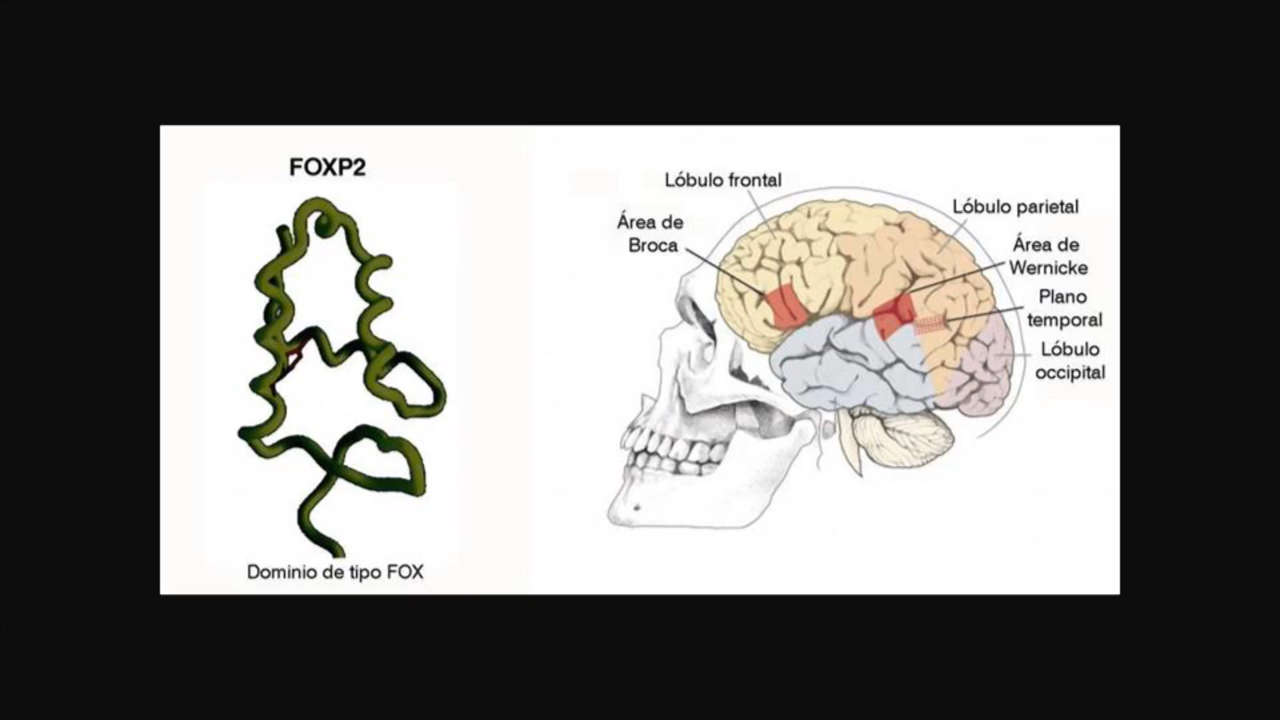 FOXP2
Dominio de tipo FOX
Lóbulo frontal
Área de
Broca
Lóbulo parietal
Área de
Wernicke
Plano
temporal
Lóbulo
occipital